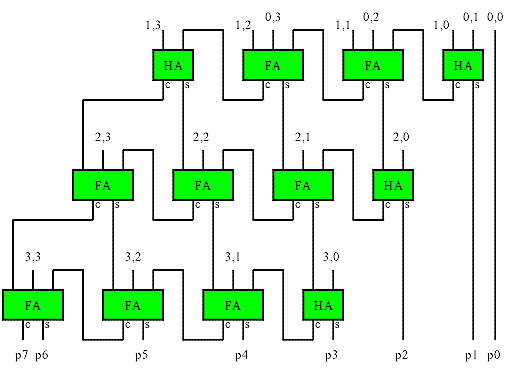 1,3 1,2 0,3 1,1 0,2 1,0 0,1 0,0
HA FA FA HA
c s c s c s c s
2,3 2,2 2,1 2,0
FA FA FA HA
c s c s c s c s
3,3 3,2 3,1 3,0
FA FA FA HA
c s c s c s c s
p7 p6 p5 p4 p3 p2 p1 p0